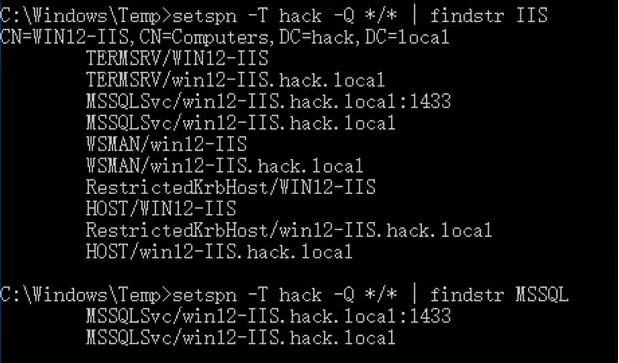 C:\Windows\Temp>setspn -T hack -Q */* | findstr IIS
CN=WIN12-IIS,CN=Computers,DC=hack,DC=local
TERMSRV/WIN12-IIS
TERMSRV/win12-IIS.hack.local
MSSQLSvc/win12-IIS.hack.local:1433
MSSQLSvc/win12-IIS.hack.local
WSMAN/win12-IIS
WSMAN/win12-IIS.hack.local
RestrictedKrbHost/WIN12-IIS
HOST/WIN12-IIS
RestrictedKrbHost/win12-IIS.hack.local
HOST/win12-IIS.hack.local
C:\Windows\Temp>setspn -T hack -Q */* | findstr MSSQL
MSSQLSvc/win12-IIS.hack.local:1433
MSSQLSvc/win12-IIS.hack.local